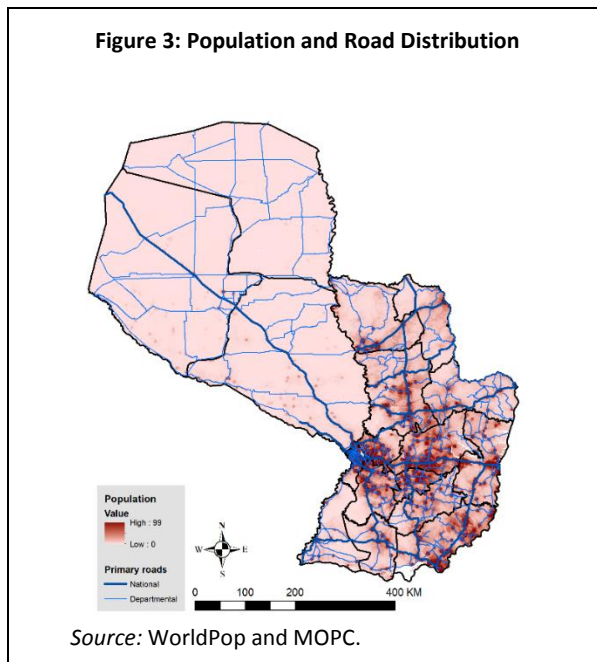 Figure 3: Population and Road Distribution
Population
Value
High : 99
Low : 0
Primary roads
National
Departmental
N
W E
S
0 100 200 400 KM
Source: WorldPop and MOPC.